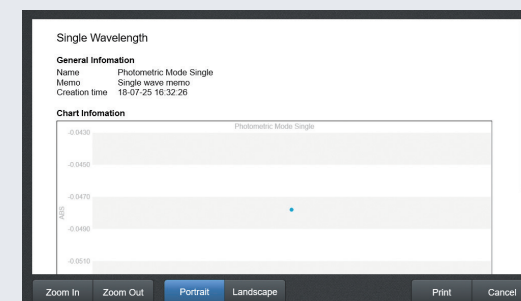 Single Wavelength
General Infomation
Name Photometric Mode Single
Memo Single wave memo
Creation time 18-07-25 16:32:26
Chart Infomation
Photometric Mode Single
-0.0430
-0.0450
-0.0470
ABS
-0.0490
-0.0510
Zoom In Zoom Out Portrait Landscape Print Cancel